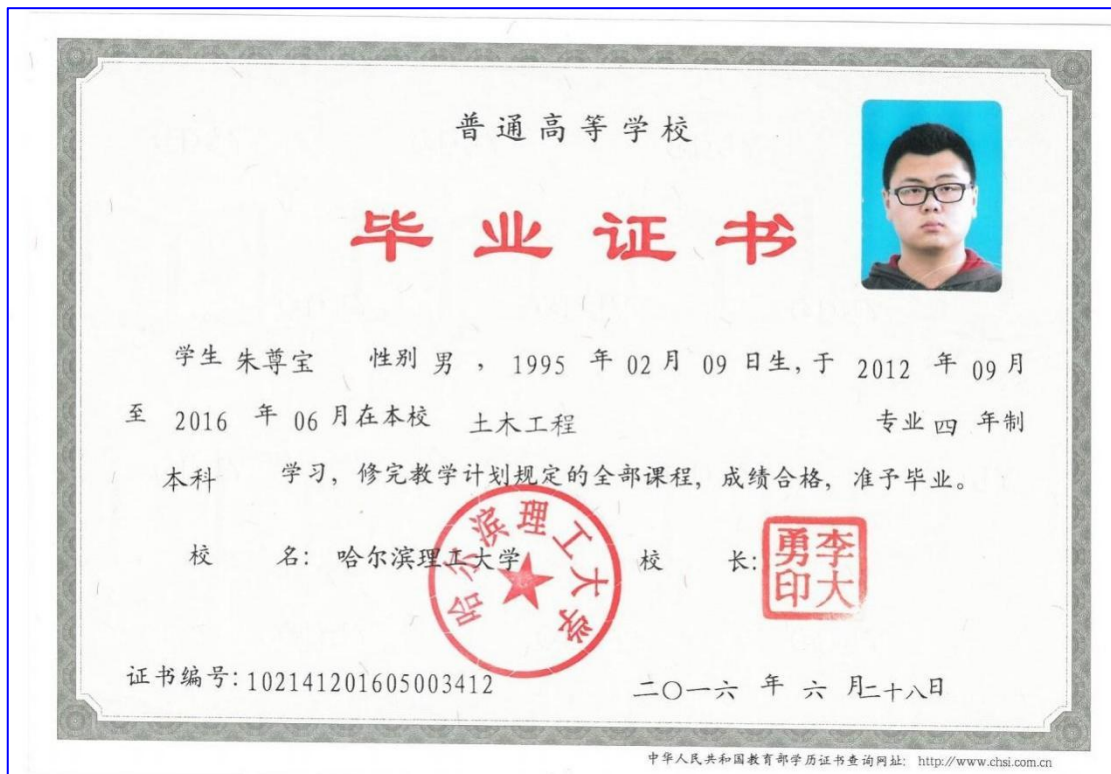 普通高等学校
毕业证书
学生 朱尊宝 性别 男 ， 1995 年 02 月 09 日生，于 2012 年 09 月
至 2016 年 06 月在本校 土木工程 专业 四 年制
本科 学习，修完教学计划规定的全部课程，成绩合格，准予毕业。
校 名： 哈尔滨理工大学 校 长：
哈尔滨理工大学
李大勇印
证书编号：102141201605003412 二〇一六 年 六 月二十八日
中华人民共和国教育部学历证书查询网址： http://www.chsi.com.cn